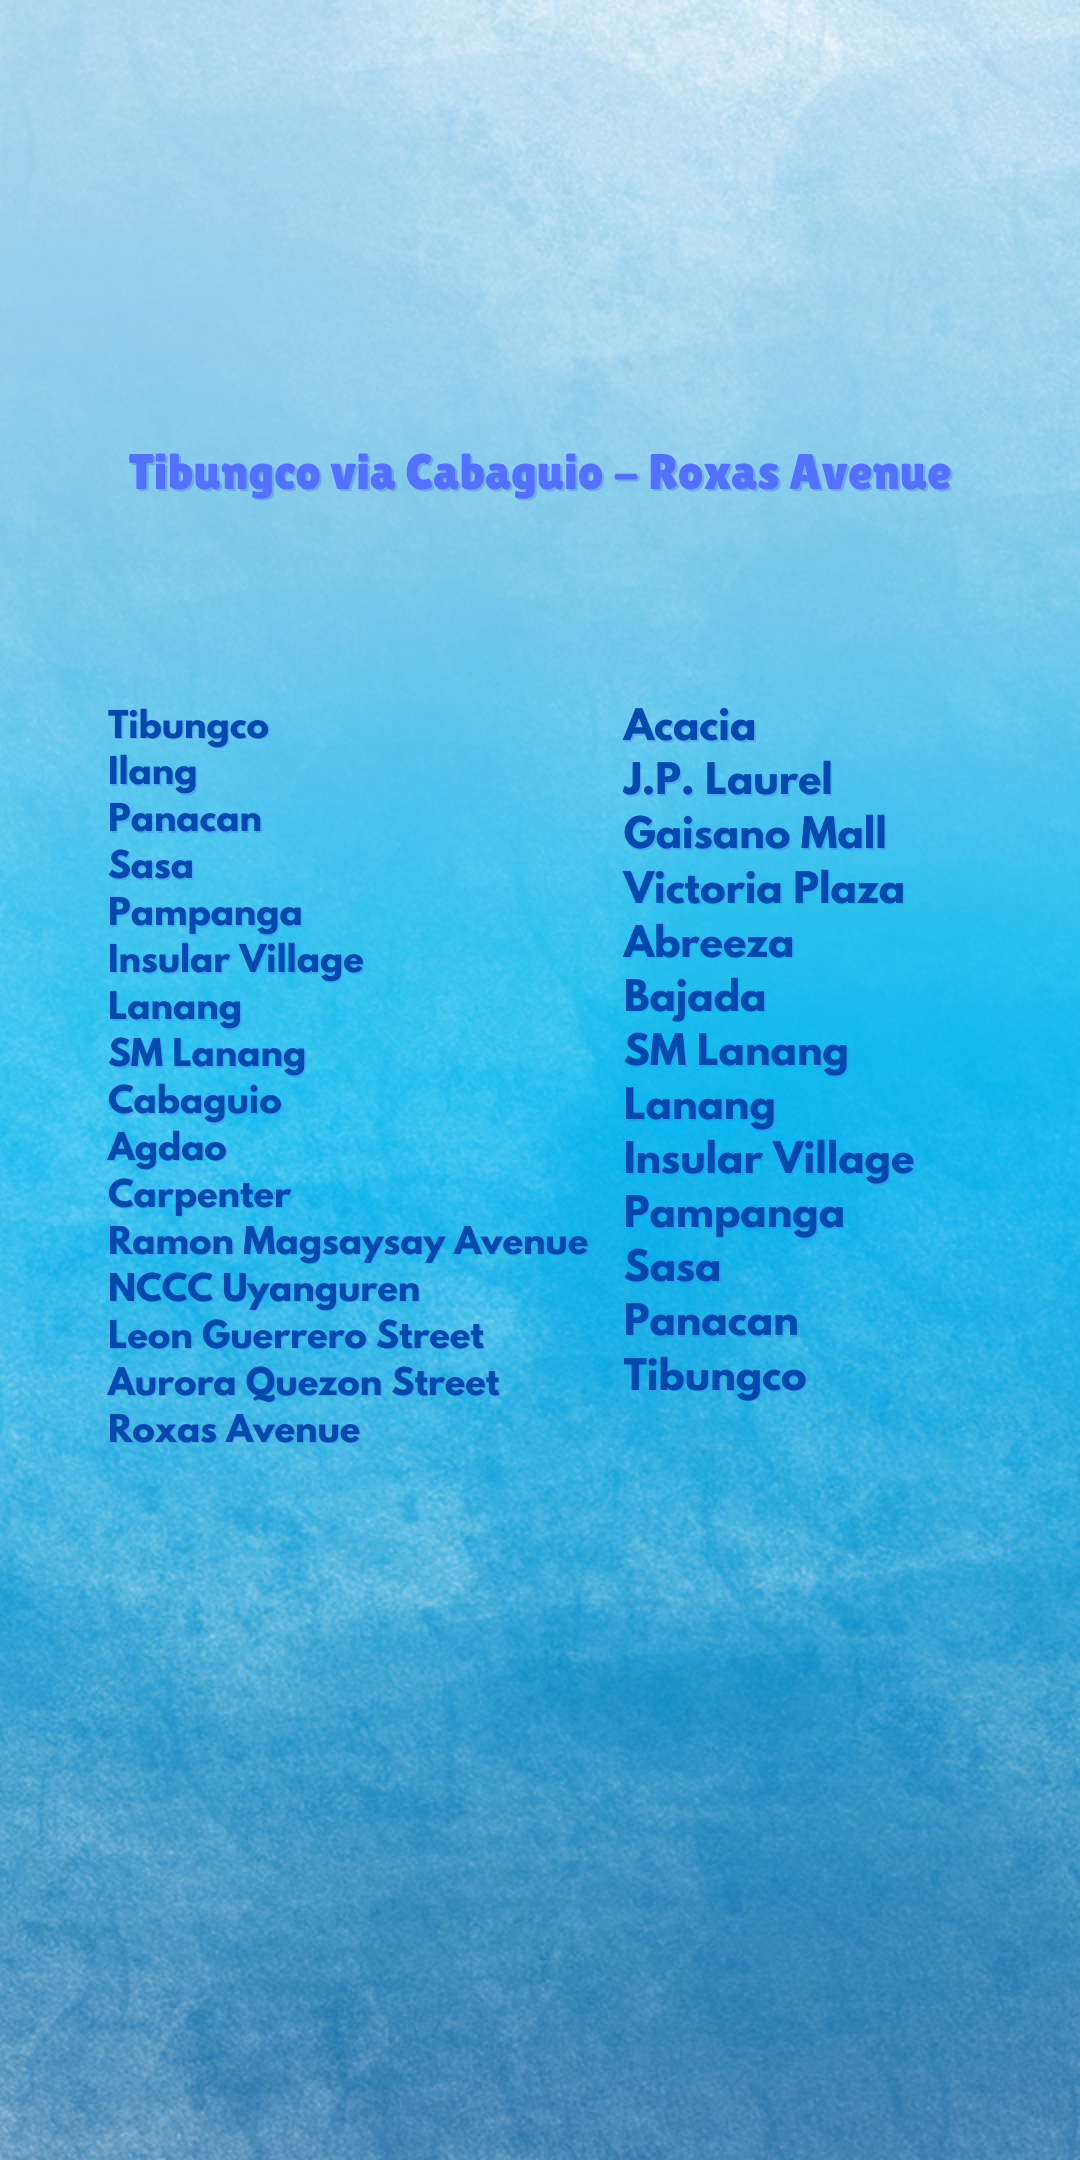 Tibungco via Cabaguio – Roxas Avenue
Tibungco
Ilang
Panacan
Sasa
Pampanga
Insular Village
Lanang
SM Lanang
Cabaguio
Agdao
Carpenter
Ramon Magsaysay Avenue
NCCC Uyanguren
Leon Guerrero Street
Aurora Quezon Street
Roxas Avenue
Acacia
J.P. Laurel
Gaisano Mall
Victoria Plaza
Abreeza
Bajada
SM Lanang
Lanang
Insular Village
Pampanga
Sasa
Panacan
Tibungco